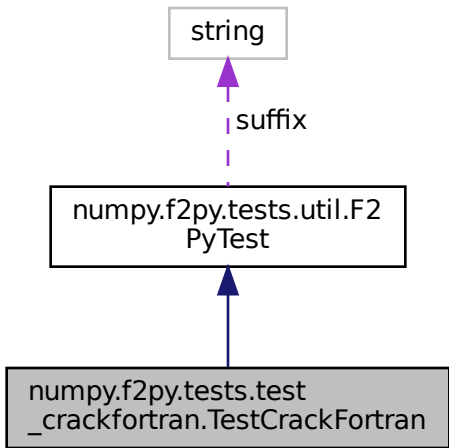 string
suffix
numpy.f2py.tests.util.F2
PyTest
numpy.f2py.tests.test
_crackfortran.TestCrackFortran